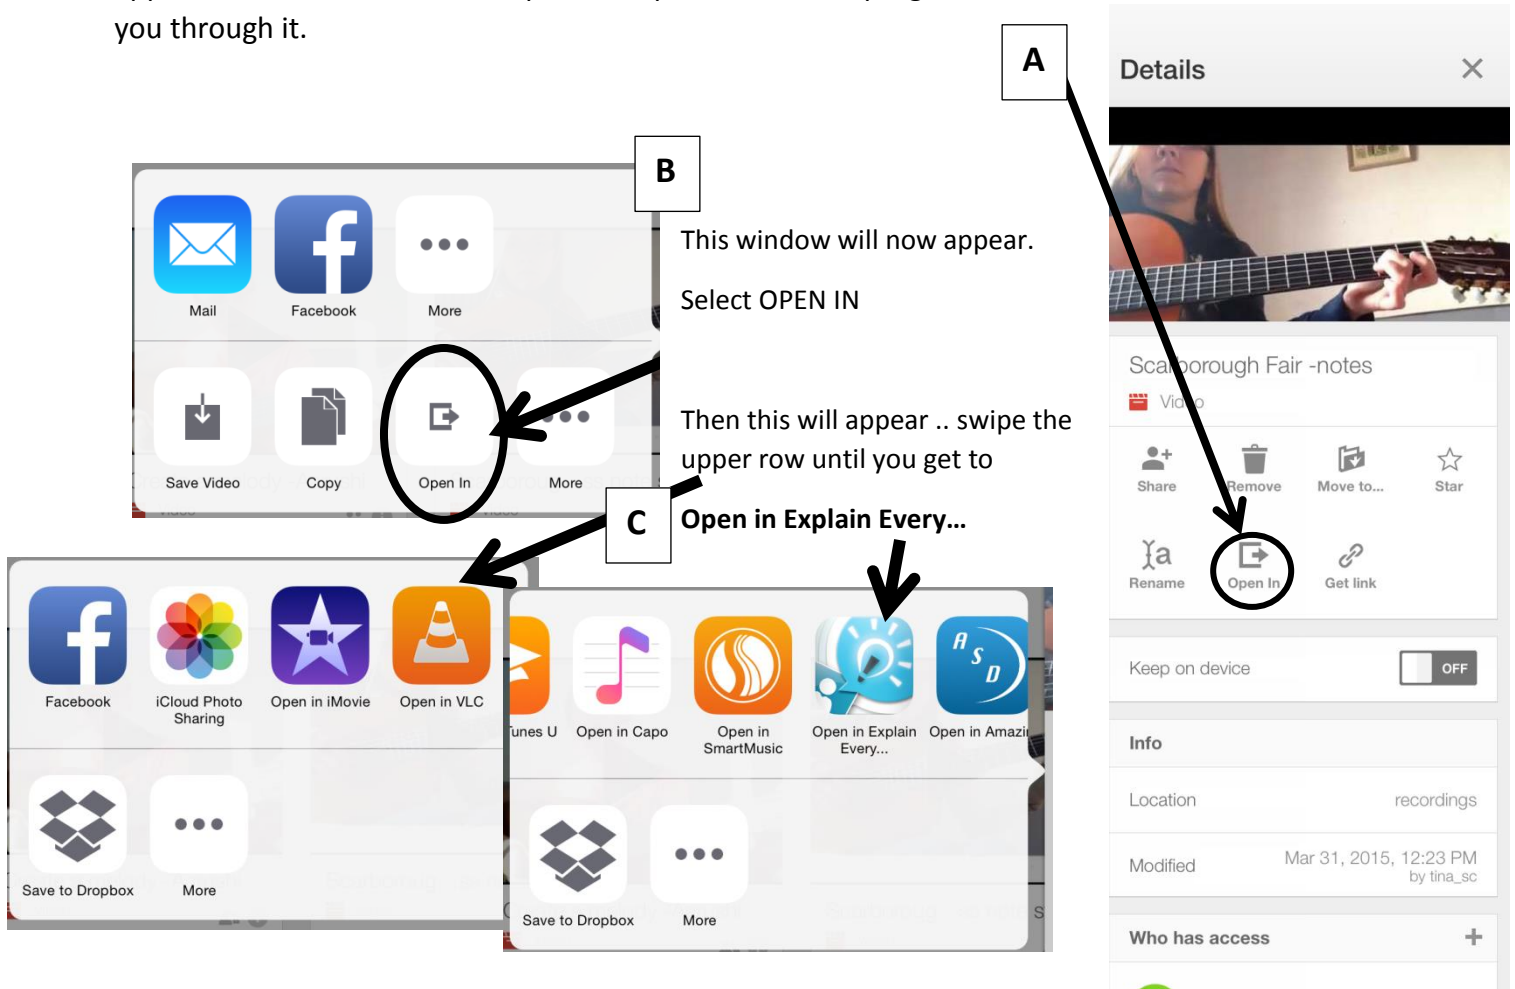 you through it.
A
Details
B
Mail
Facebook
More
This window will now appear.
Select OPEN IN
Save Video
Copy
Open In
More
Then this will appear .. swipe the
upper row until you get to
C
Open in Explain Every...
Facebook
iCloud Photo
Sharing
Open in iMovie
Open in VLC
Save to Dropbox
More
Tunes U
Open in Capo
Open in
SmartMusic
Open in Explain
Every...
ASD
Open in Amazi
Save to Dropbox
More
Scarborough Fair -notes
Video
Share
Remove
Move to...
Star
Rename
Open In
Get link
Keep on device
OFF
Info
Location
recordings
Modified
Mar 31, 2015, 12:23 PM
by tina_sc
Who has access